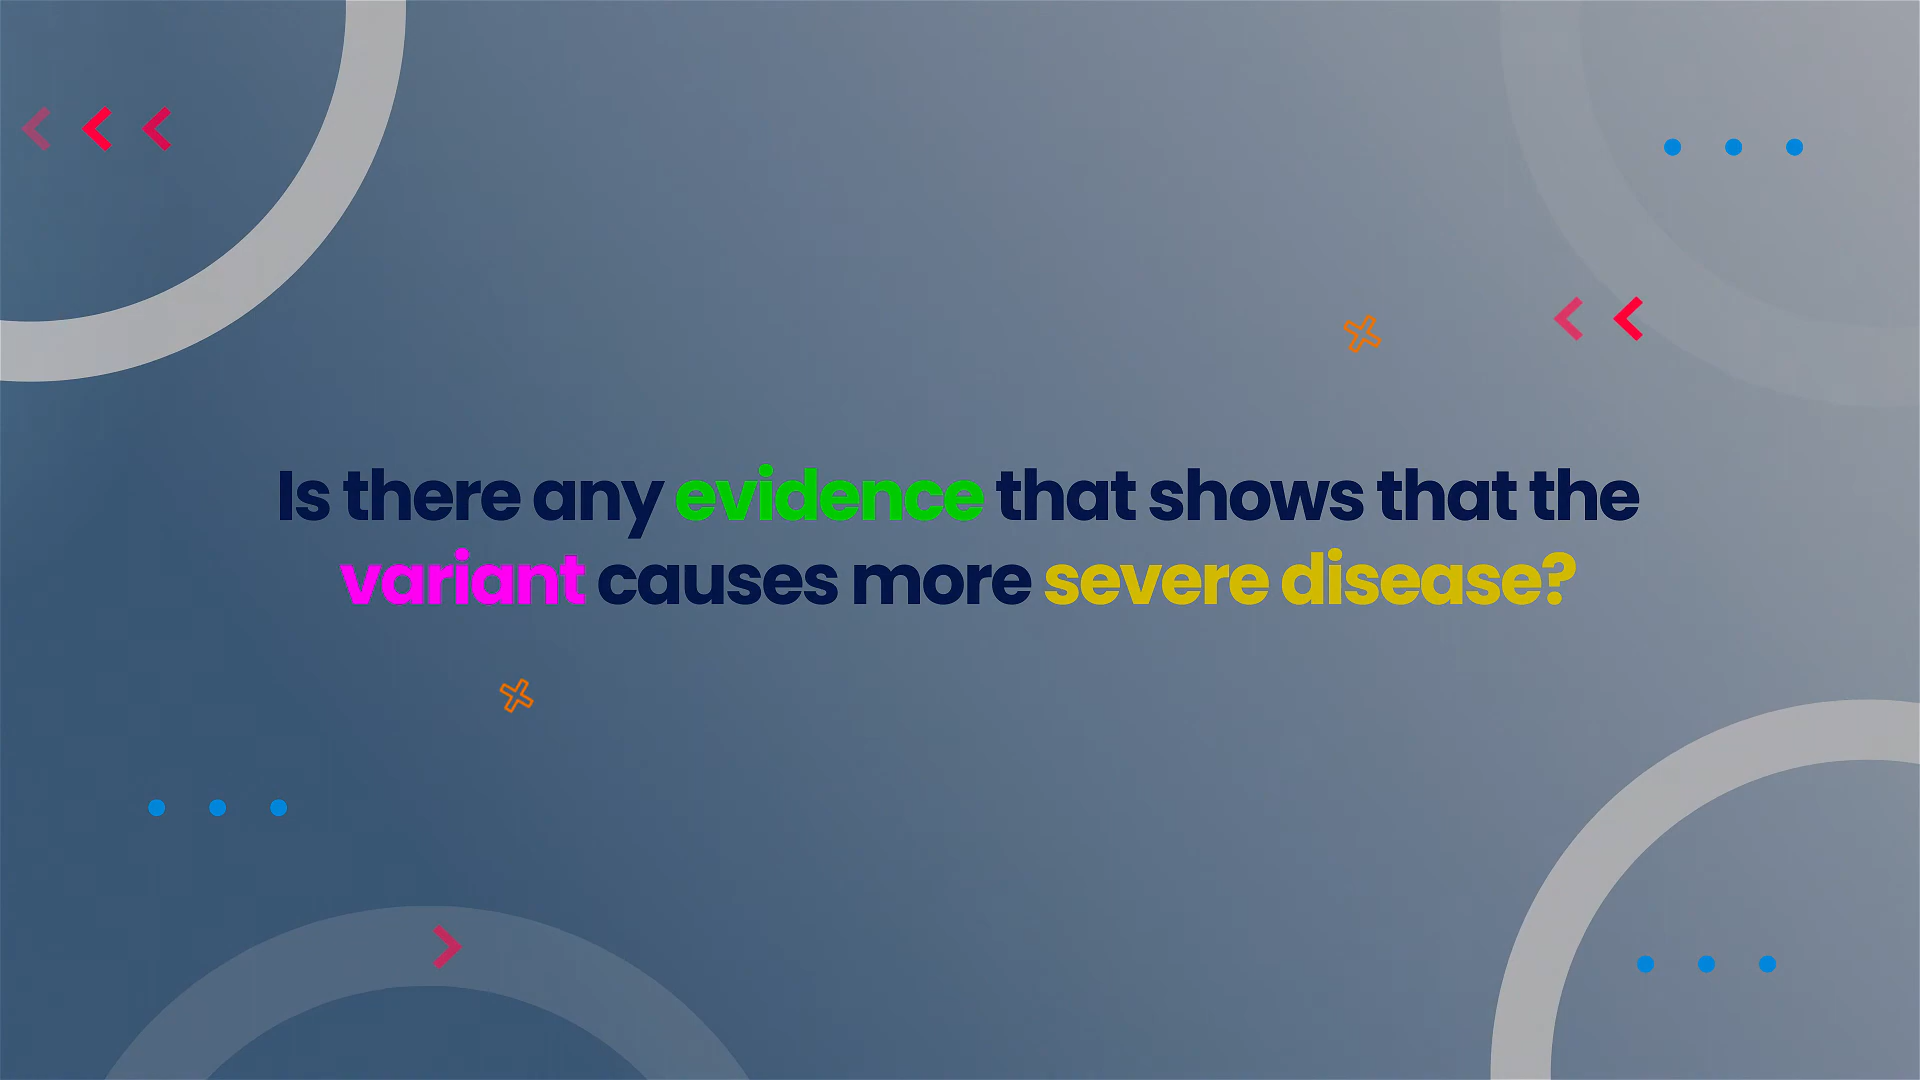 Is there any evidence that shows that the
variant causes more severe disease?